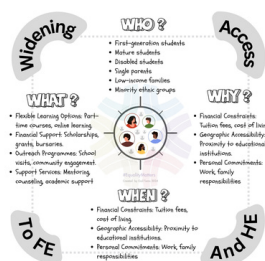 Widening
Access
WHO ?
• First-generation students
• Mature students
• Disabled students
• Single parents
• Low-income families
• Minority ethnic groups
WHAT ?
• Flexible Learning Options: Part-
time courses, online learning.
• Financial Support: Scholarships,
grants, bursaries.
• Outreach Programmes: School
visits, community engagement.
• Support Services: Mentoring,
counseling, academic support
WHY ?
• Financial Constraints:
Tuition fees, cost of living
• Geographic Accessibility:
Proximity to educational
institutions.
• Personal Commitments:
Work, family
responsibilities
WHEN ?
• Financial Constraints: Tuition fees,
cost of living.
• Geographic Accessibility: Proximity to
educational institutions.
• Personal Commitments: Work, family
responsibilities
To FE
And HE